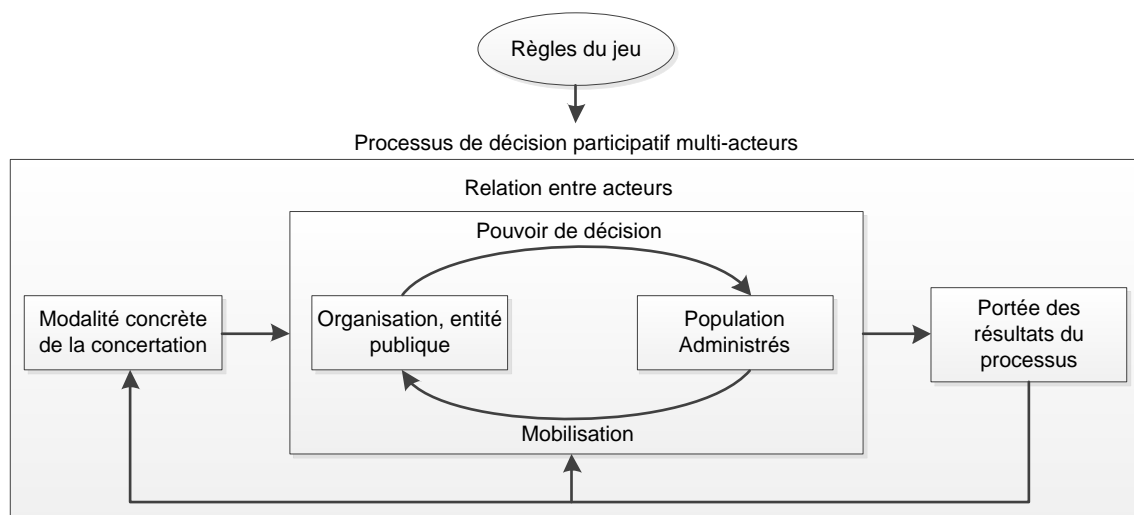 Règles du jeu
Processus de décision participatif multi-acteurs
Relation entre acteurs
Pouvoir de décision
Modalité concrète
de la concertation
Organisation, entité
publique
Population
Administrés
Portée des
résultats du
processus
Mobilisation